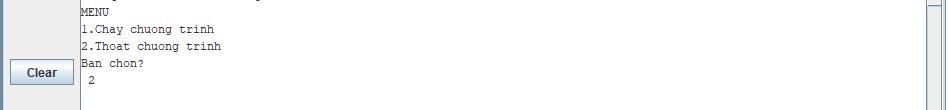 MENU
1.Chay chuong trinh
2.Thoat chuong trinh
Ban chon?
2
Clear